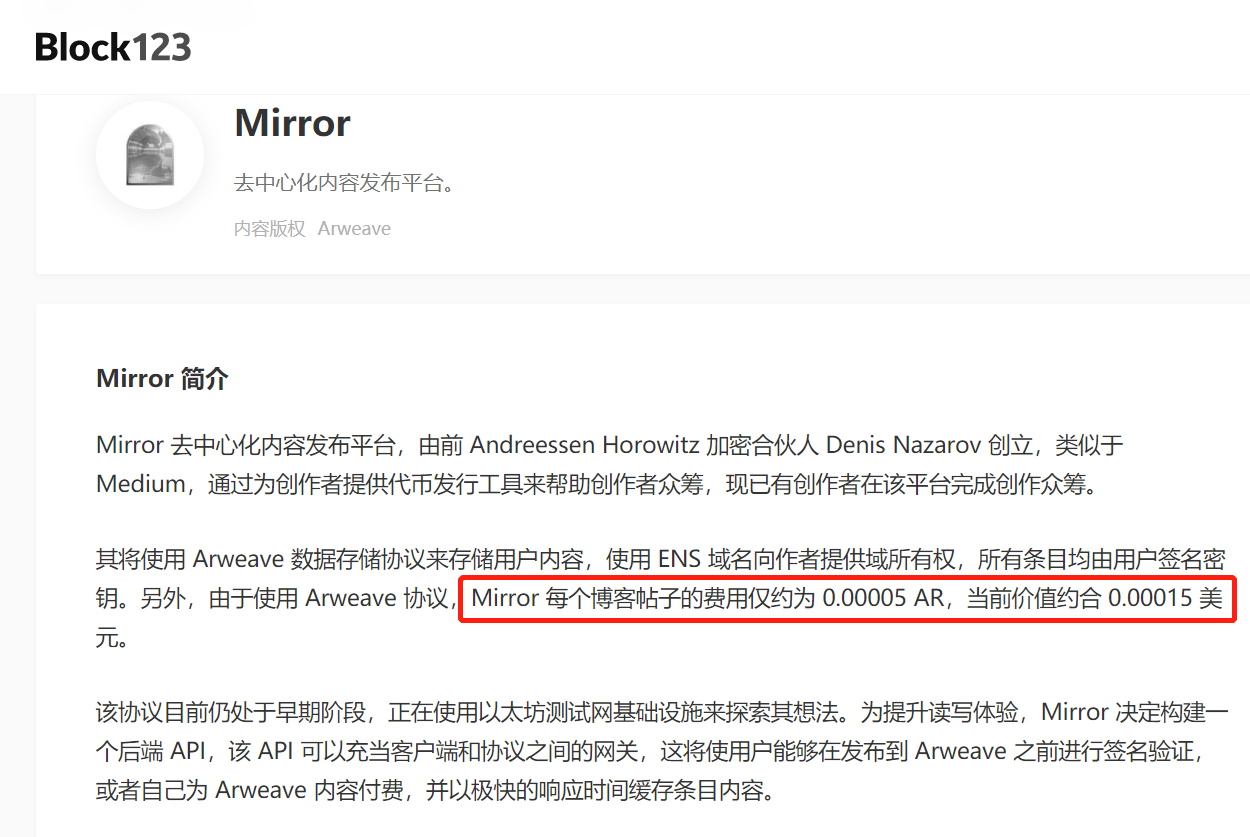 Block123
Mirror
去中心化内容发布平台。
内容版权 Arweave
Mirror 简介
Mirror 去中心化内容发布平台，由前 Andreessen Horowitz 加密合伙人 Denis Nazarov 创立，类似于
Medium，通过为创作者提供代币发行工具来帮助创作者众筹，现已有创作者在该平台完成创作众筹。
其将使用 Arweave 数据存储协议来存储用户内容，使用 ENS 域名向作者提供域所有权，所有条目均由用户签名密
钥。另外，由于使用 Arweave 协议，Mirror 每个博客帖子的费用仅约为 0.00005 AR，当前价值约合 0.00015 美
元。
该协议目前仍处于早期阶段，正在使用以太坊测试网基础设施来探索其想法。为提升读写体验，Mirror 决定构建一
个后端 API，该 API 可以充当客户端和协议之间的网关，这将使用户能够在发布到 Arweave 之前进行签名验证，
或者自己为 Arweave 内容付费，并以极快的响应时间缓存条目内容。